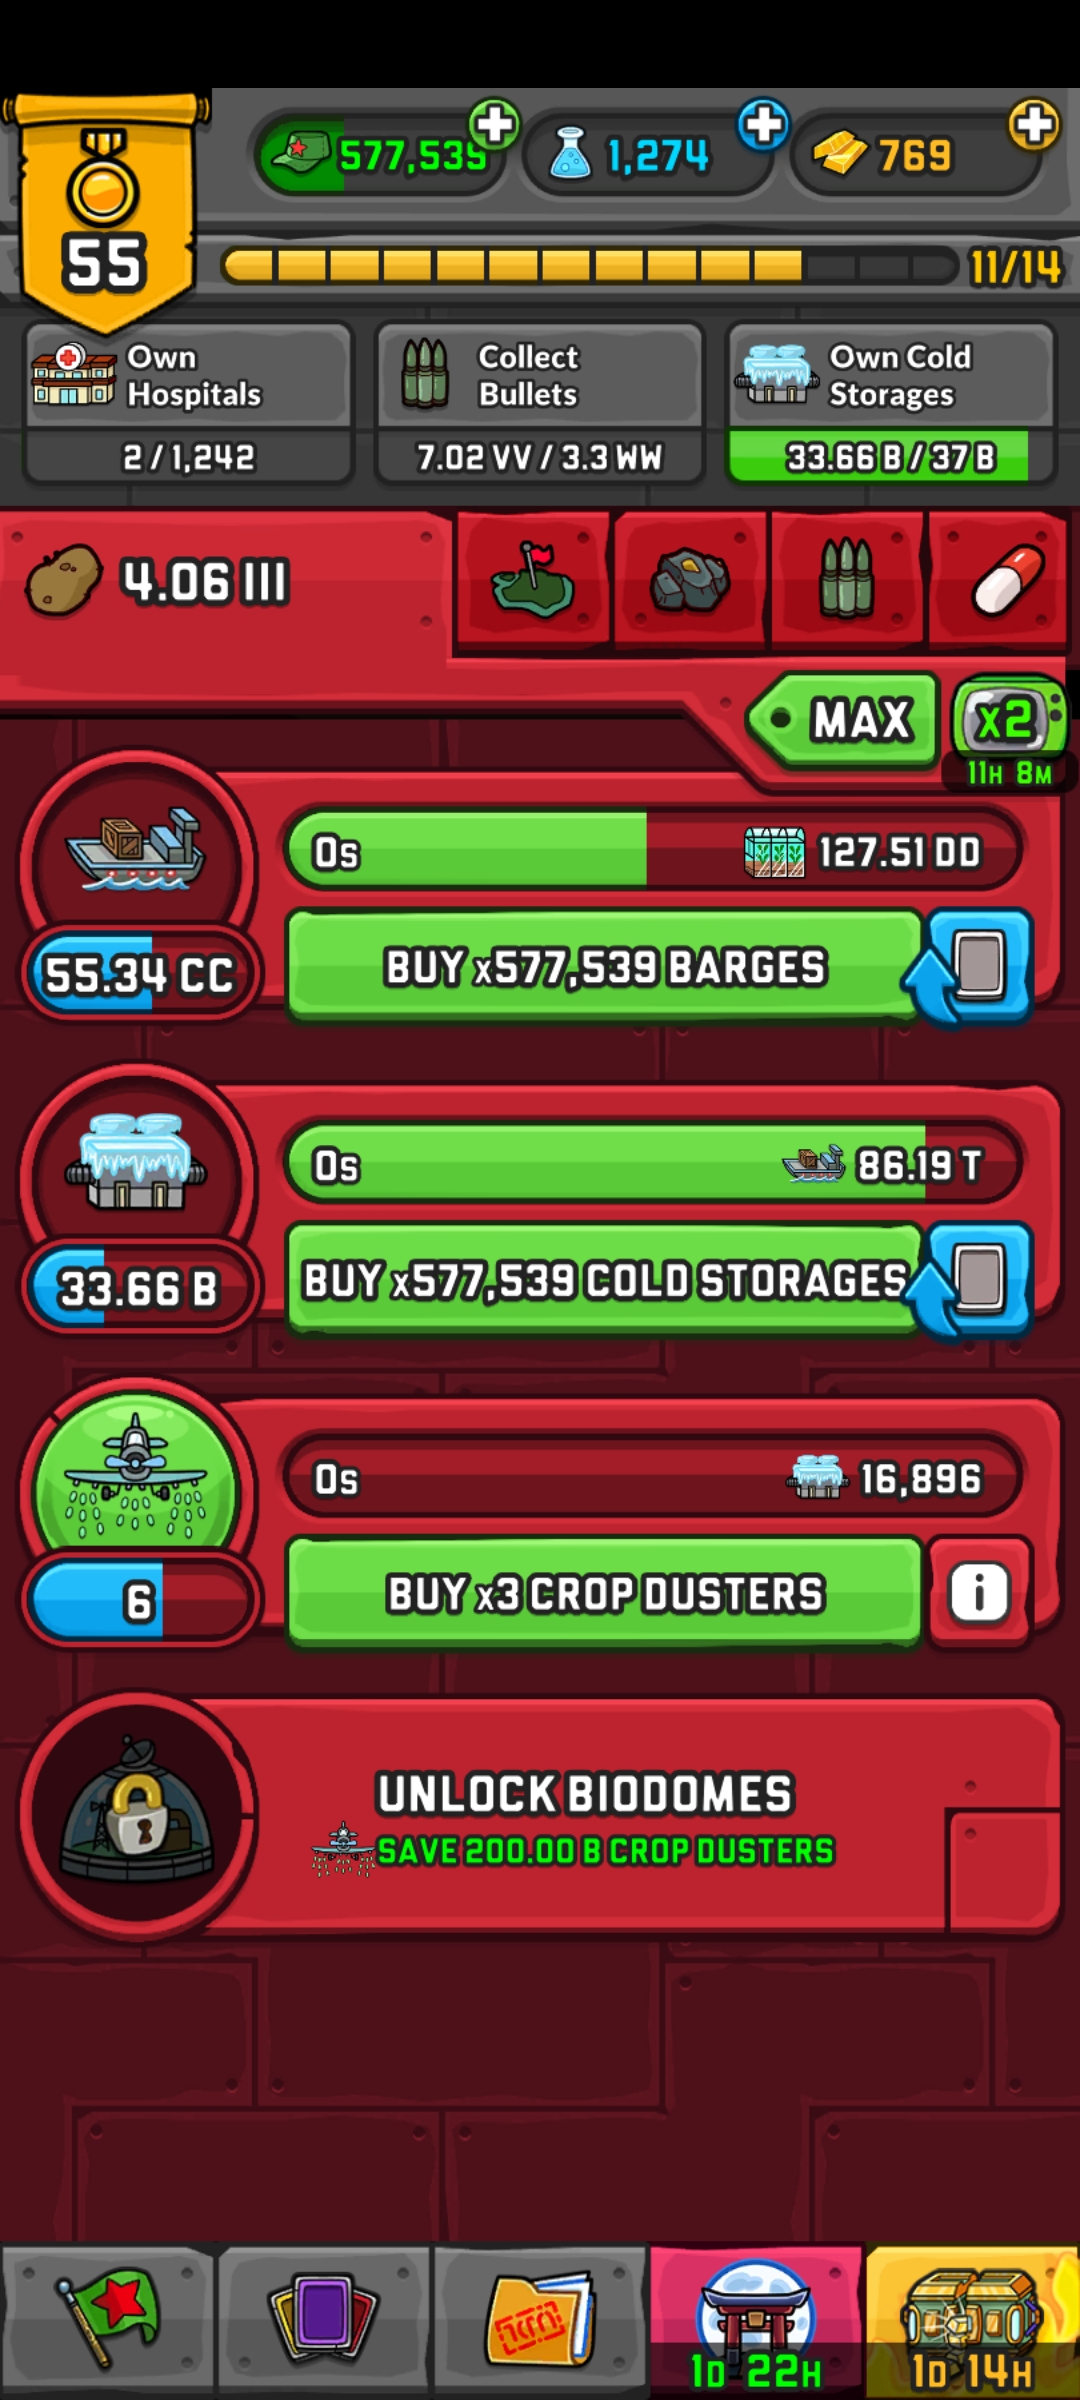 577,539
1,274
769
55
11/14
Own
Hospitals
2 / 1,242
Collect
Bullets
7.02 VV / 3.3 WW
Own Cold
Storages
33.66 B / 37 B
4.06 III
MAX
x2
11H 8M
0s
127.51 DD
55.34 CC
BUY x577,539 BARGES
0s
86.19 T
33.66 B
BUY x577,539 COLD STORAGES
0s
16,896
6
BUY x3 CROP DUSTERS
i
UNLOCK BIODOMES
SAVE 200.00 B CROP DUSTERS
1D 22H
1D 14H